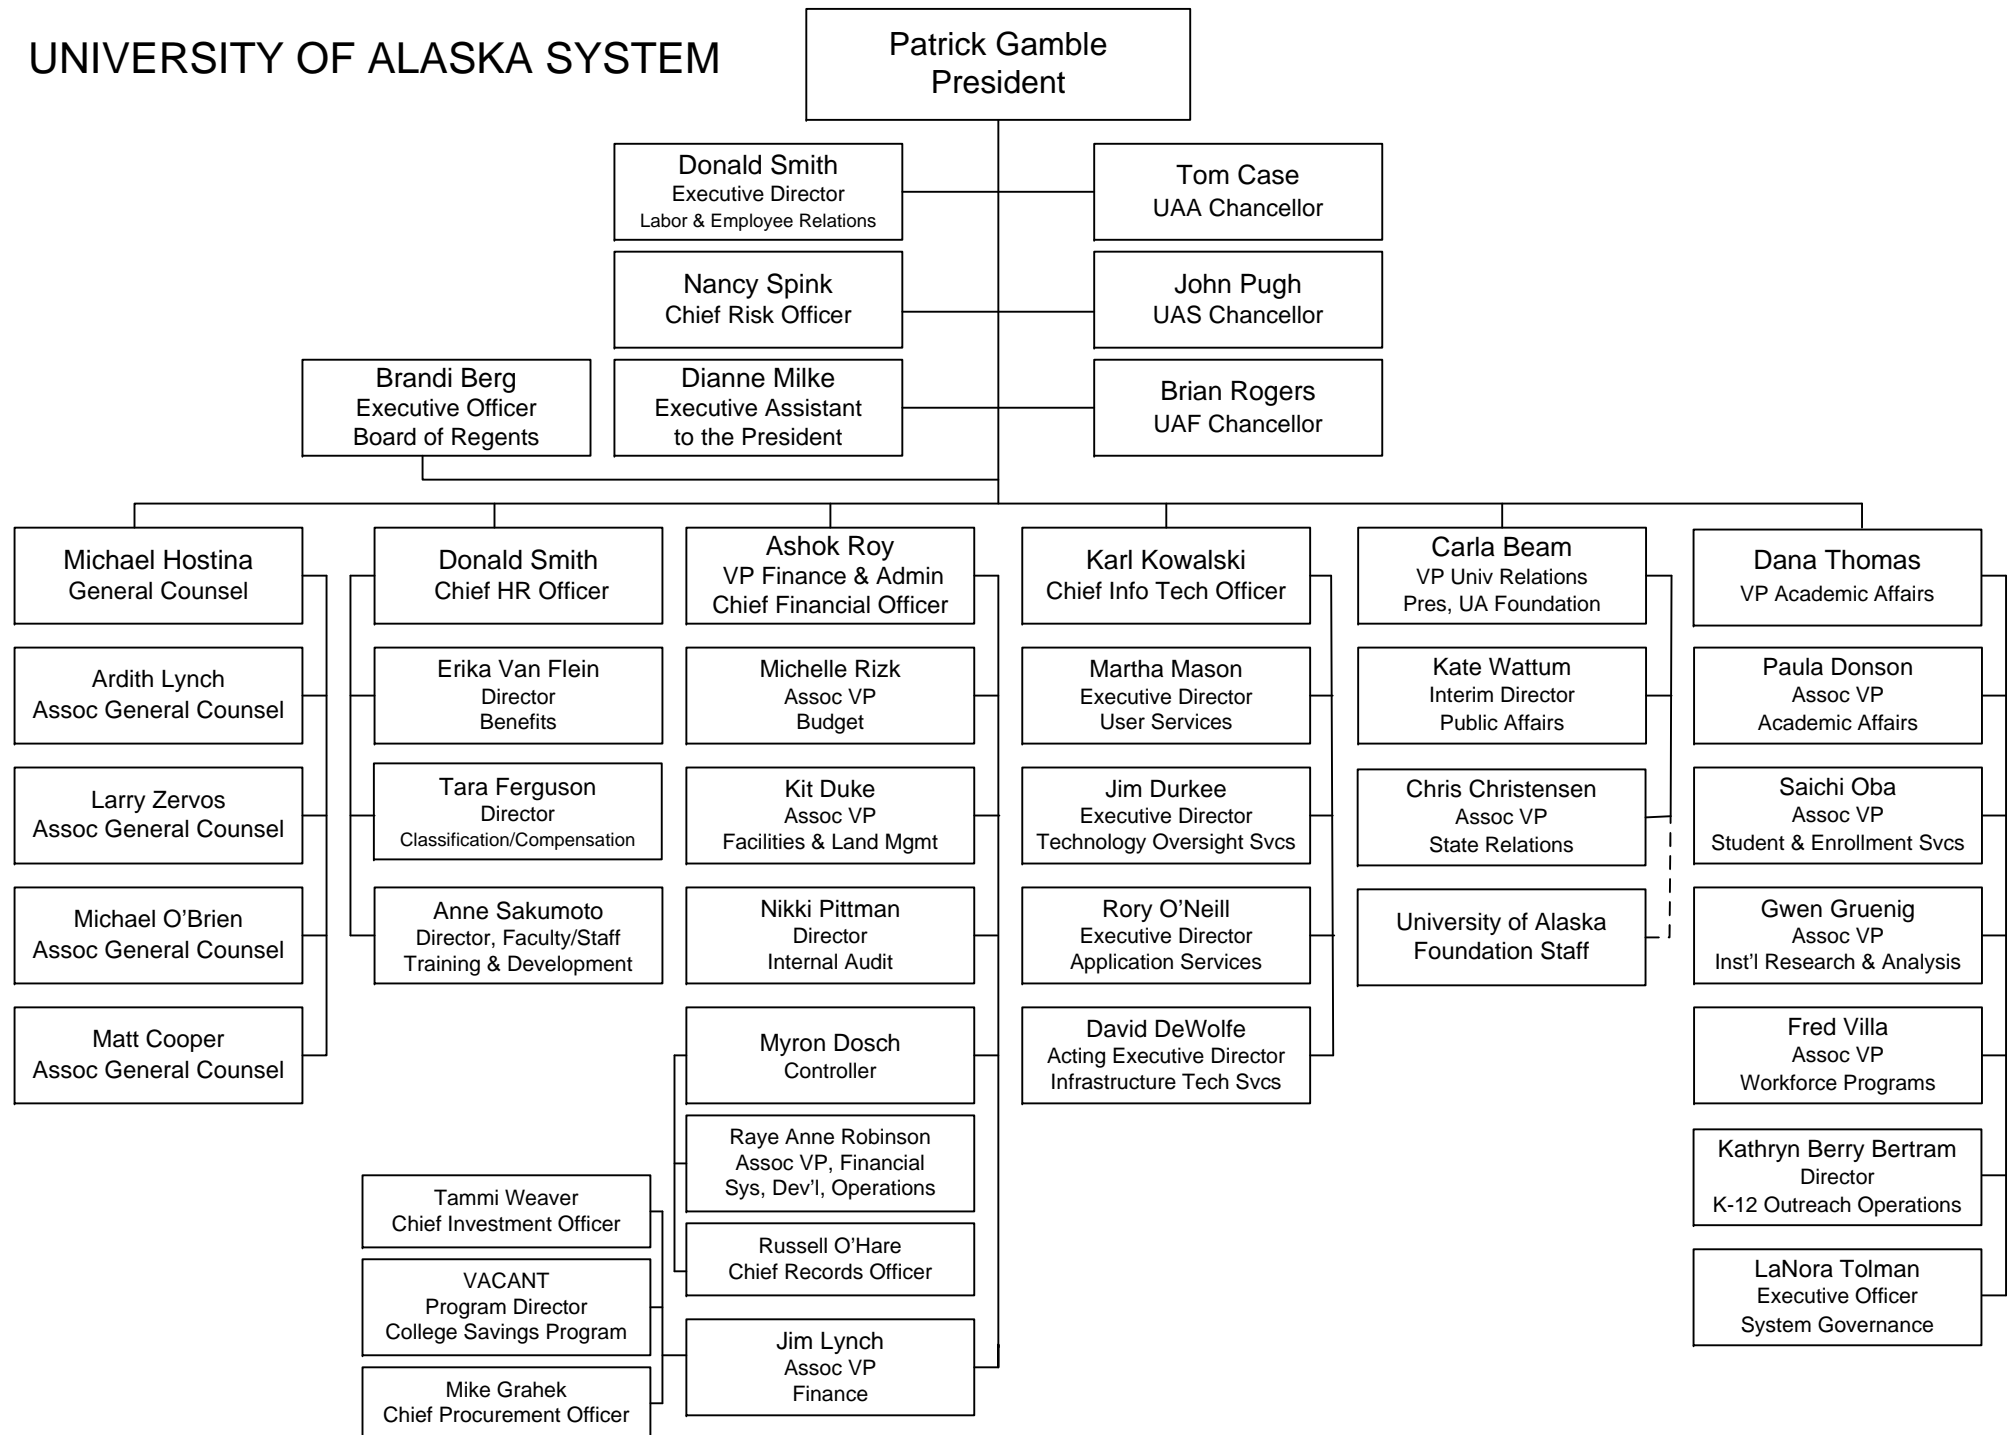 UNIVERSITY OF ALASKA SYSTEM
Patrick Gamble
President
Donald Smith
Executive Director
Labor & Employee Relations
Tom Case
UAA Chancellor
Nancy Spink
Chief Risk Officer
John Pugh
UAS Chancellor
Brandi Berg
Executive Officer
Board of Regents
Dianne Milke
Executive Assistant
to the President
Brian Rogers
UAF Chancellor
Michael Hostina
General Counsel
Ardith Lynch
Assoc General Counsel
Larry Zervos
Assoc General Counsel
Michael O’Brien
Assoc General Counsel
Matt Cooper
Assoc General Counsel
Donald Smith
Chief HR Officer
Erika Van Flein
Director
Benefits
Tara Ferguson
Director
Classification/Compensation
Anne Sakumoto
Director, Faculty/Staff
Training & Development
Ashok Roy
VP Finance & Admin
Chief Financial Officer
Michelle Rizk
Assoc VP
Budget
Kit Duke
Assoc VP
Facilities & Land Mgmt
Nikki Pittman
Director
Internal Audit
Myron Dosch
Controller
Raye Anne Robinson
Assoc VP, Financial
Sys, Dev’l, Operations
Russell O’Hare
Chief Records Officer
Jim Lynch
Assoc VP
Finance
Tammi Weaver
Chief Investment Officer
VACANT
Program Director
College Savings Program
Mike Grahek
Chief Procurement Officer
Karl Kowalski
Chief Info Tech Officer
Martha Mason
Executive Director
User Services
Jim Durkee
Executive Director
Technology Oversight Svcs
Rory O’Neill
Executive Director
Application Services
David DeWolfe
Acting Executive Director
Infrastructure Tech Svcs
Carla Beam
VP Univ Relations
Pres, UA Foundation
Kate Wattum
Interim Director
Public Affairs
Chris Christensen
Assoc VP
State Relations
University of Alaska
Foundation Staff
Dana Thomas
VP Academic Affairs
Paula Donson
Assoc VP
Academic Affairs
Saichi Oba
Assoc VP
Student & Enrollment Svcs
Gwen Gruenig
Assoc VP
Inst’l Research & Analysis
Fred Villa
Assoc VP
Workforce Programs
Kathryn Berry Bertram
Director
K-12 Outreach Operations
LaNora Tolman
Executive Officer
System Governance